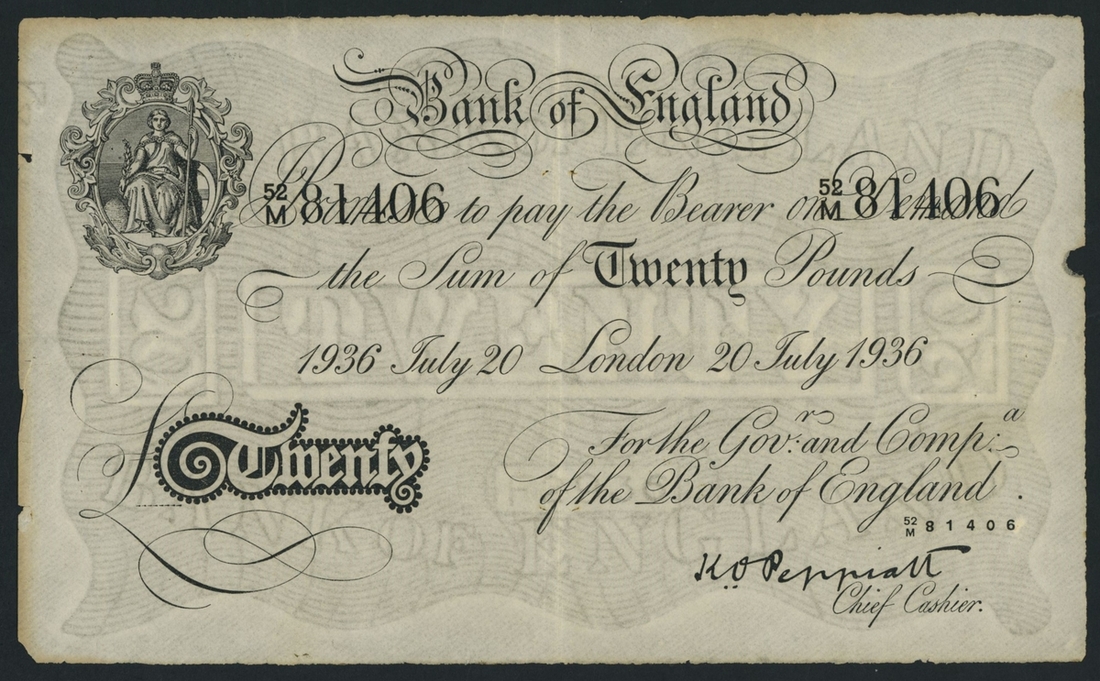 Bank of England
52/M 81406 to pay the Bearer on Demand 52/M 81406
the Sum of Twenty Pounds
1936 July 20 London 20 July 1936
£ Twenty
For the Gov.r and Comp.a
of the Bank of England.
52/M 81406
K O Peppiatt
Chief Cashier.